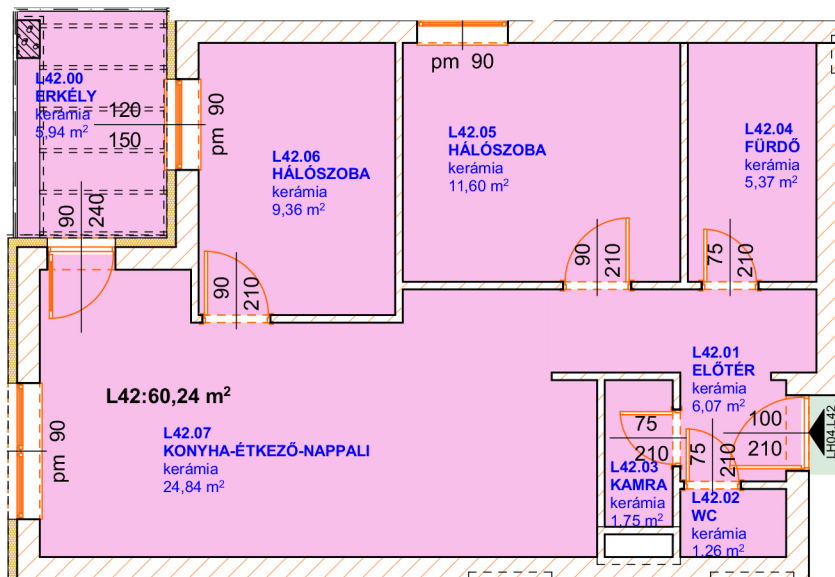 L42.00
ERKÉLY
kerámia
5,94 m²
120
150
pm 90
90
240
L42.06
HÁLÓSZOBA
kerámia
9,36 m²
90
210
pm 90
L42.05
HÁLÓSZOBA
kerámia
11,60 m²
90
210
L42.04
FÜRDŐ
kerámia
5,37 m²
75
210
L42.01
ELŐTÉR
kerámia
6,07 m²
100
210
LH04.L42
L42:60,24 m²
L42.07
KONYHA-ÉTKEZŐ-NAPPALI
kerámia
24,84 m²
pm 90
75
210
L42.03
KAMRA
kerámia
1,75 m²
75
210
L42.02
WC
kerámia
1,26 m²